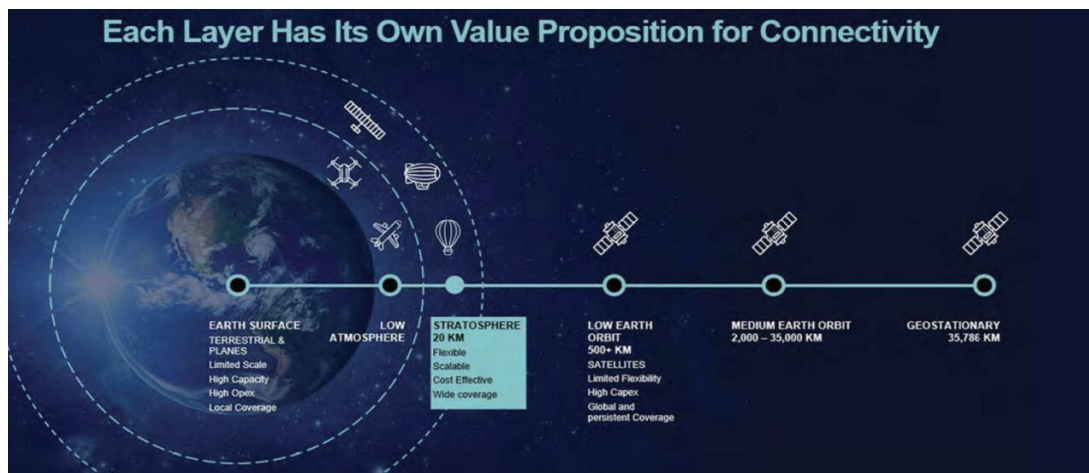 Each Layer Has Its Own Value Proposition for Connectivity
EARTH SURFACE
TERRESTRIAL &
PLANES
Limited Scale
High Capacity
High Opex
Local Coverage
LOW
ATMOSPHERE
STRATOSPHERE
20 KM
Flexible
Scalable
Cost Effective
Wide coverage
LOW EARTH
ORBIT
500+ KM
SATELLITES
Limited Flexibility
High Capex
Global and
persistent Coverage
MEDIUM EARTH ORBIT
2,000 – 35,000 KM
GEOSTATIONARY
35,786 KM